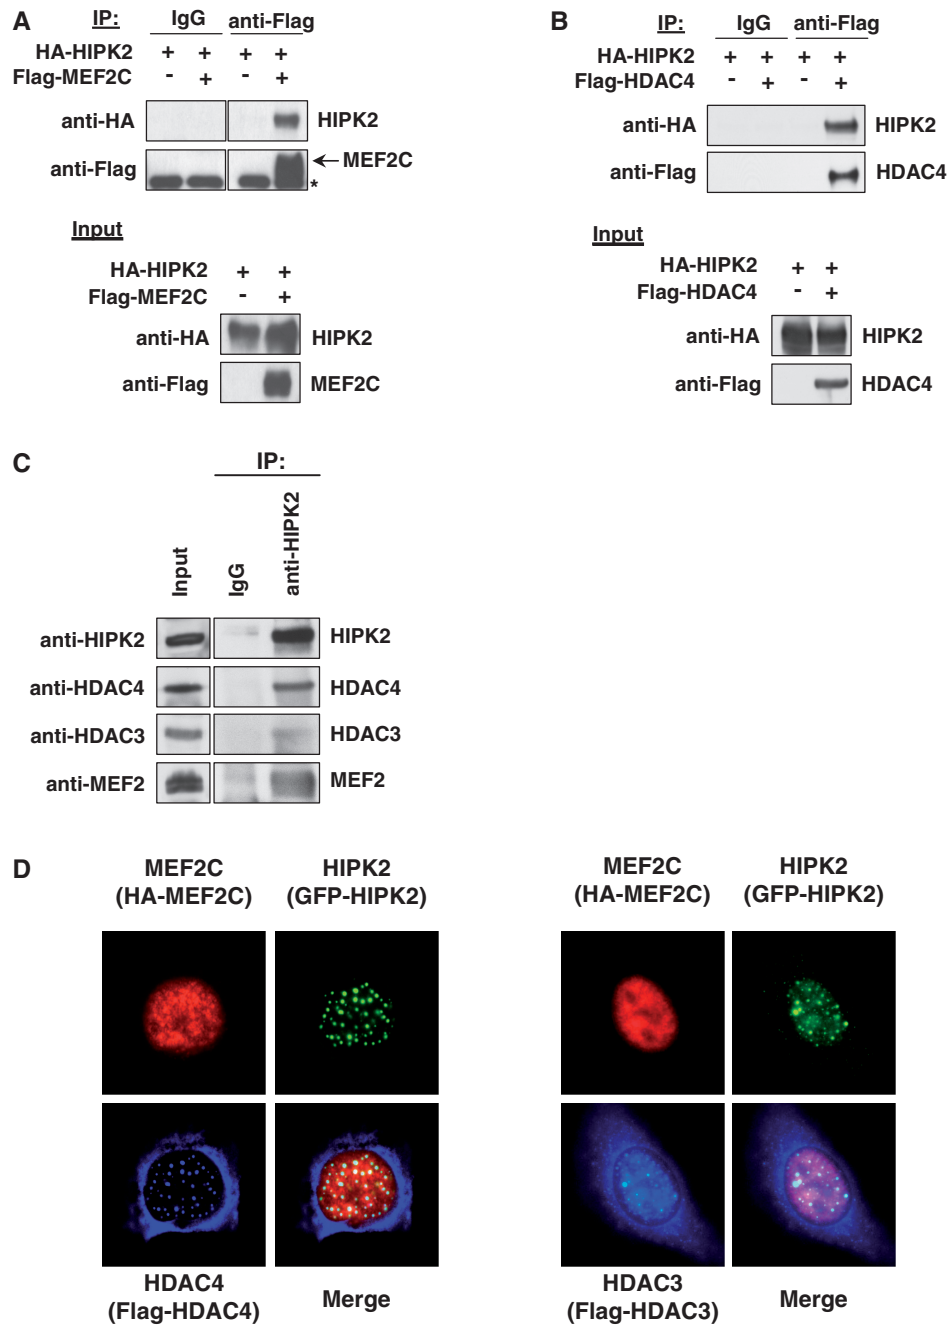 A
IP: IgG anti-Flag
HA-HIPK2 + + + +
Flag-MEF2C - + - +
anti-HA HIPK2
anti-Flag MEF2C
*
Input
HA-HIPK2 + +
Flag-MEF2C - +
anti-HA HIPK2
anti-Flag MEF2C
B
IP: IgG anti-Flag
HA-HIPK2 + + + +
Flag-HDAC4 - + - +
anti-HA HIPK2
anti-Flag HDAC4
Input
HA-HIPK2 + +
Flag-HDAC4 - +
anti-HA HIPK2
anti-Flag HDAC4
C
IP:
Input IgG anti-HIPK2
anti-HIPK2 HIPK2
anti-HDAC4 HDAC4
anti-HDAC3 HDAC3
anti-MEF2 MEF2
D
MEF2C HIPK2
(HA-MEF2C) (GFP-HIPK2)
HDAC4 Merge
(Flag-HDAC4)
MEF2C HIPK2
(HA-MEF2C) (GFP-HIPK2)
HDAC3 Merge
(Flag-HDAC3)